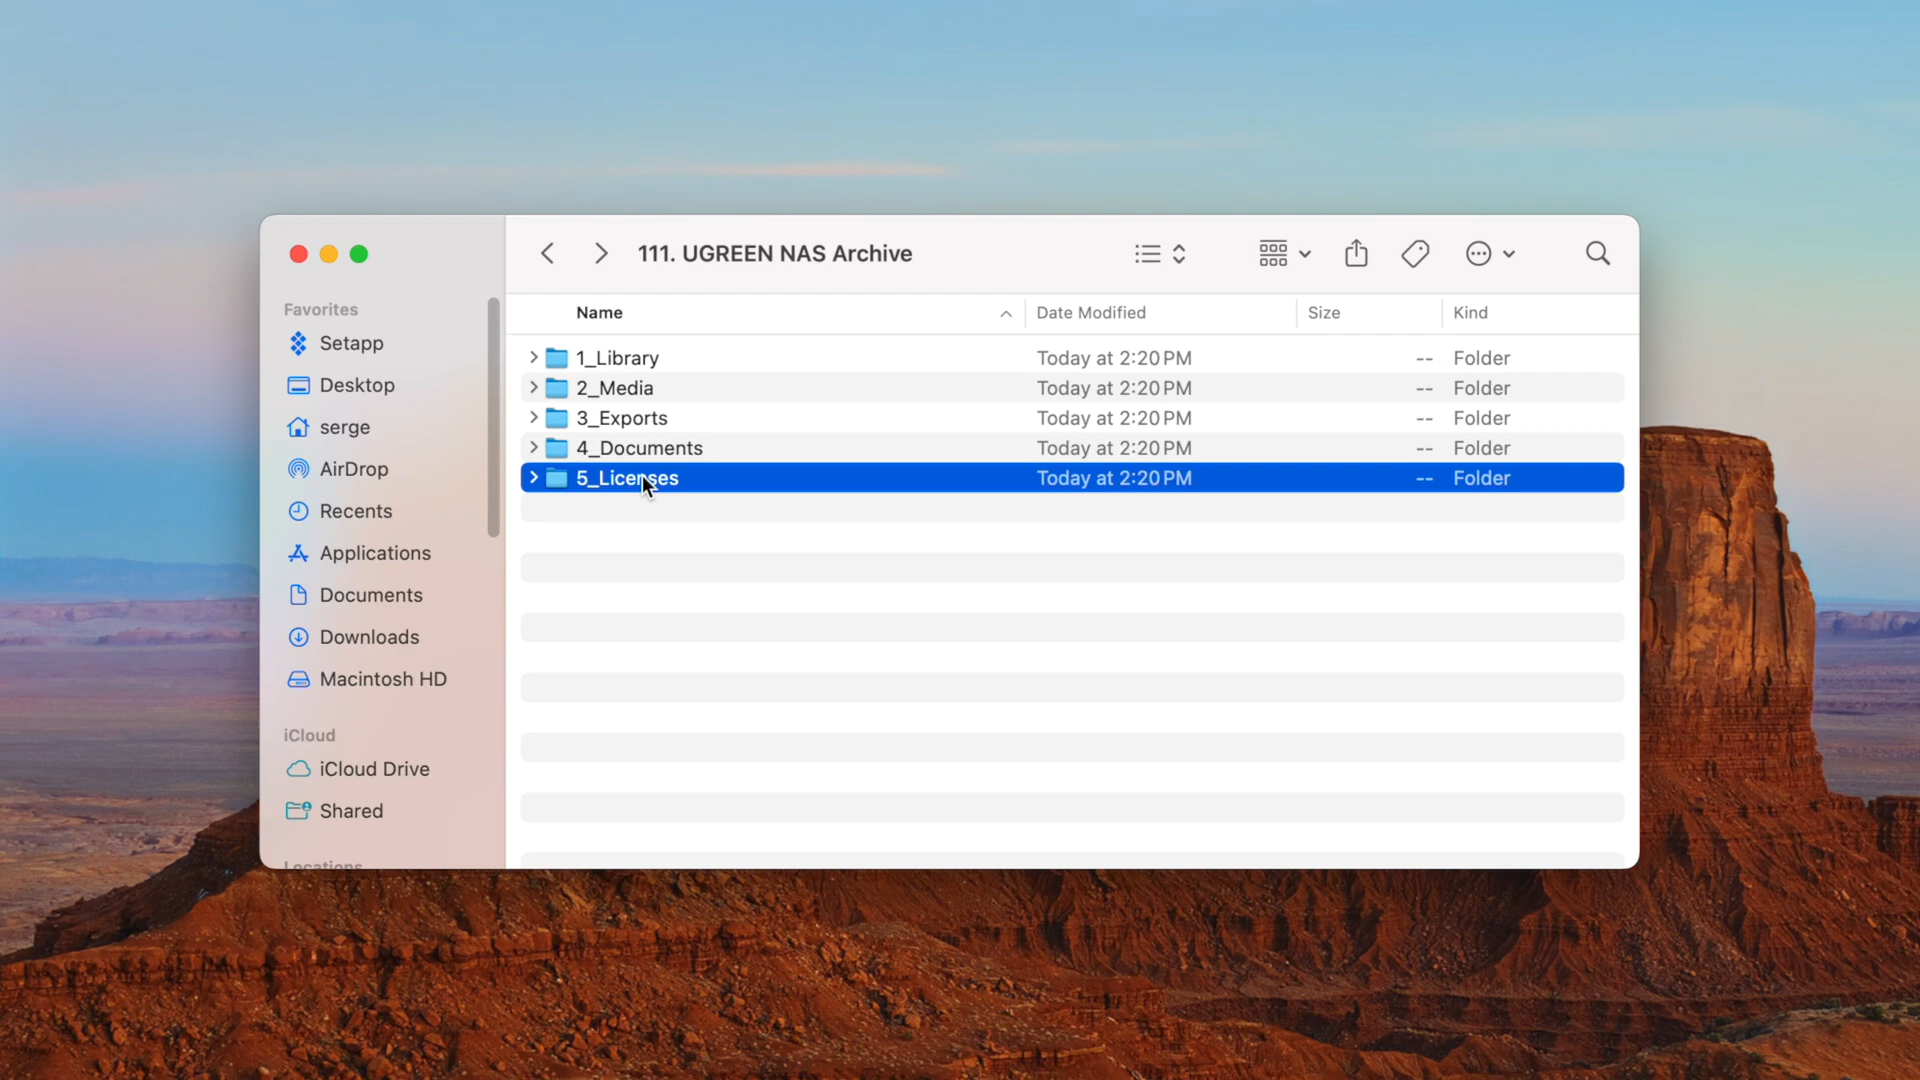 111. UGREEN NAS Archive
Favorites
Setapp
Desktop
serge
AirDrop
Recents
Applications
Documents
Downloads
Macintosh HD
iCloud
iCloud Drive
Shared
Locations
Name Date Modified Size Kind
1_Library Today at 2:20 PM -- Folder
2_Media Today at 2:20 PM -- Folder
3_Exports Today at 2:20 PM -- Folder
4_Documents Today at 2:20 PM -- Folder
5_Licenses Today at 2:20 PM -- Folder